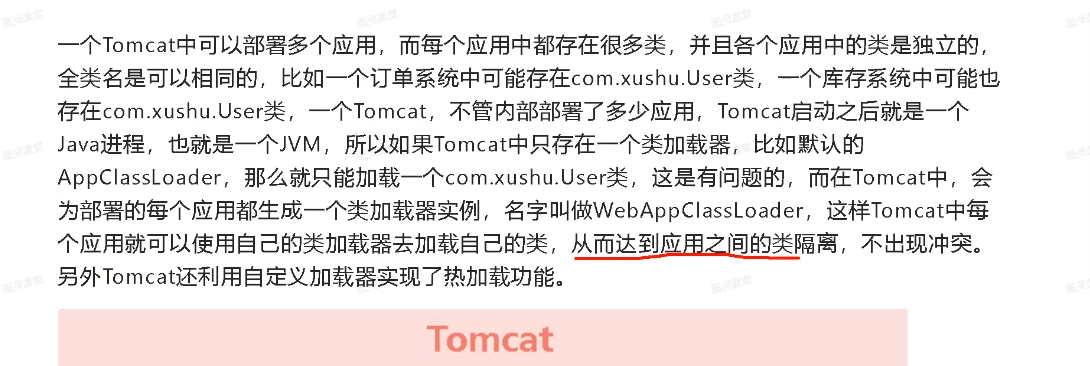 一个Tomcat中可以部署多个应用，而每个应用中都存在很多类，并且各个应用中的类是独立的，
全类名是可以相同的，比如一个订单系统中可能存在com.xushu.User类，一个库存系统中可能也
存在com.xushu.User类，一个Tomcat，不管内部部署了多少应用，Tomcat启动之后就是一个
Java进程，也就是一个JVM，所以如果Tomcat中只存在一个类加载器，比如默认的
AppClassLoader，那么就只能加载一个com.xushu.User类，这是有问题的，而在Tomcat中，会
为部署的每个应用都生成一个类加载器实例，名字叫做WebAppClassLoader，这样Tomcat中每
个应用就可以使用自己的类加载器去加载自己的类，从而达到应用之间的类隔离，不出现冲突。
另外Tomcat还利用自定义加载器实现了热加载功能。
Tomcat